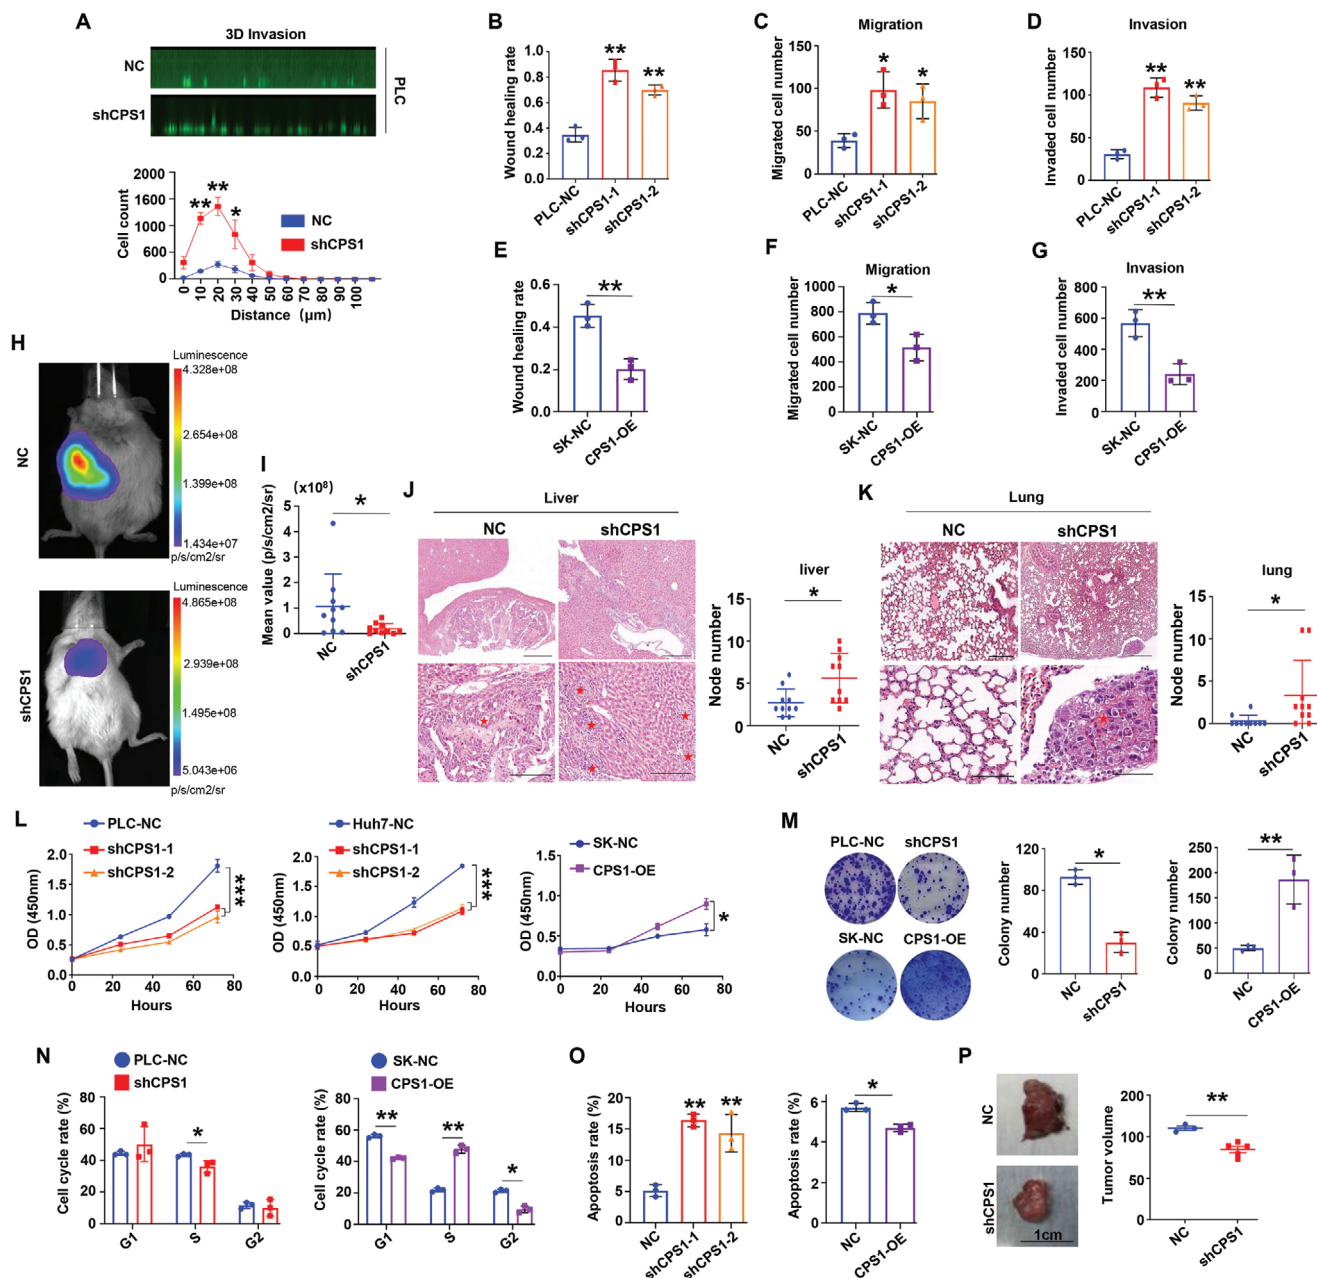 A
3D Invasion
NC
shCPS1
PLC
Cell count
2000
1600
1000
600
0
** ** *
NC
shCPS1
0 10 20 30 40 50 60 70 80 90 100
Distance (μm)
B
Wound healing rate
1.0
0.8
0.6
0.4
0.2
0.0
** **
PLC-NC shCPS1-1 shCPS1-2
C
Migration
Migrated cell number
150
100
50
0
* *
PLC-NC shCPS1-1 shCPS1-2
D
Invasion
Invaded cell number
150
100
50
0
** **
PLC-NC shCPS1-1 shCPS1-2
E
Wound healing rate
0.6
0.4
0.2
0.0
**
SK-NC CPS1-OE
F
Migration
Migrated cell number
1000
800
600
400
200
0
*
SK-NC CPS1-OE
G
Invasion
Invaded cell number
800
600
400
200
0
**
SK-NC CPS1-OE
H
NC
Luminescence
4.328e+08
2.654e+08
1.399e+08
1.434e+07
p/s/cm2/sr
shCPS1
Luminescence
4.865e+08
2.939e+08
1.495e+08
5.043e+06
p/s/cm2/sr
I
(x10⁸)
Mean value (p/s/cm2/sr)
5
4
3
2
1
0
*
NC shCPS1
J
Liver
NC shCPS1
liver
Node number
15
10
5
0
*
NC shCPS1
K
Lung
NC shCPS1
lung
Node number
15
10
5
0
*
NC shCPS1
L
PLC-NC
shCPS1-1
shCPS1-2
OD (450nm)
2.0
1.5
1.0
0.5
0.0
***
0 20 40 60 80
Hours
Huh7-NC
shCPS1-1
shCPS1-2
OD (450nm)
2.0
1.5
1.0
0.5
0.0
***
0 20 40 60 80
Hours
SK-NC
CPS1-OE
OD (450nm)
1.5
1.0
0.5
0.0
*
0 20 40 60 80
Hours
M
PLC-NC shCPS1
SK-NC CPS1-OE
Colony number
120
80
40
0
*
NC shCPS1
Colony number
250
200
150
100
50
0
**
NC CPS1-OE
N
PLC-NC
shCPS1
Cell cycle rate (%)
80
60
40
20
0
*
G1 S G2
SK-NC
CPS1-OE
Cell cycle rate (%)
80
60
40
20
0
** ** *
G1 S G2
O
Apoptosis rate (%)
20
15
10
5
0
** **
NC shCPS1-1 shCPS1-2
Apoptosis rate (%)
6
4
2
0
*
NC CPS1-OE
P
NC
shCPS1
1cm
Tumor volume
200
100
0
**
NC shCPS1